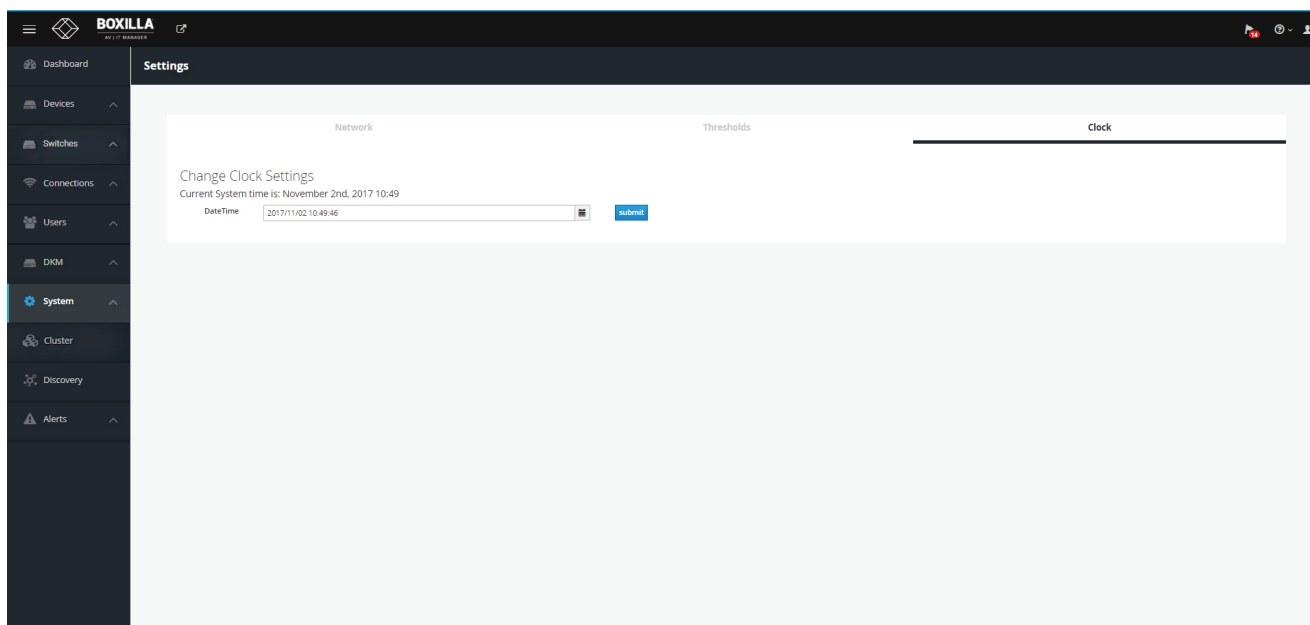 BOXILLA
AV | IT MANAGER
14
Dashboard
Settings
Devices
Network
Thresholds
Clock
Switches
Change Clock Settings
Connections
Current System time is: November 2nd, 2017 10:49
DateTime
2017/11/02 10:49:46
submit
Users
DKM
System
Cluster
Discovery
Alerts